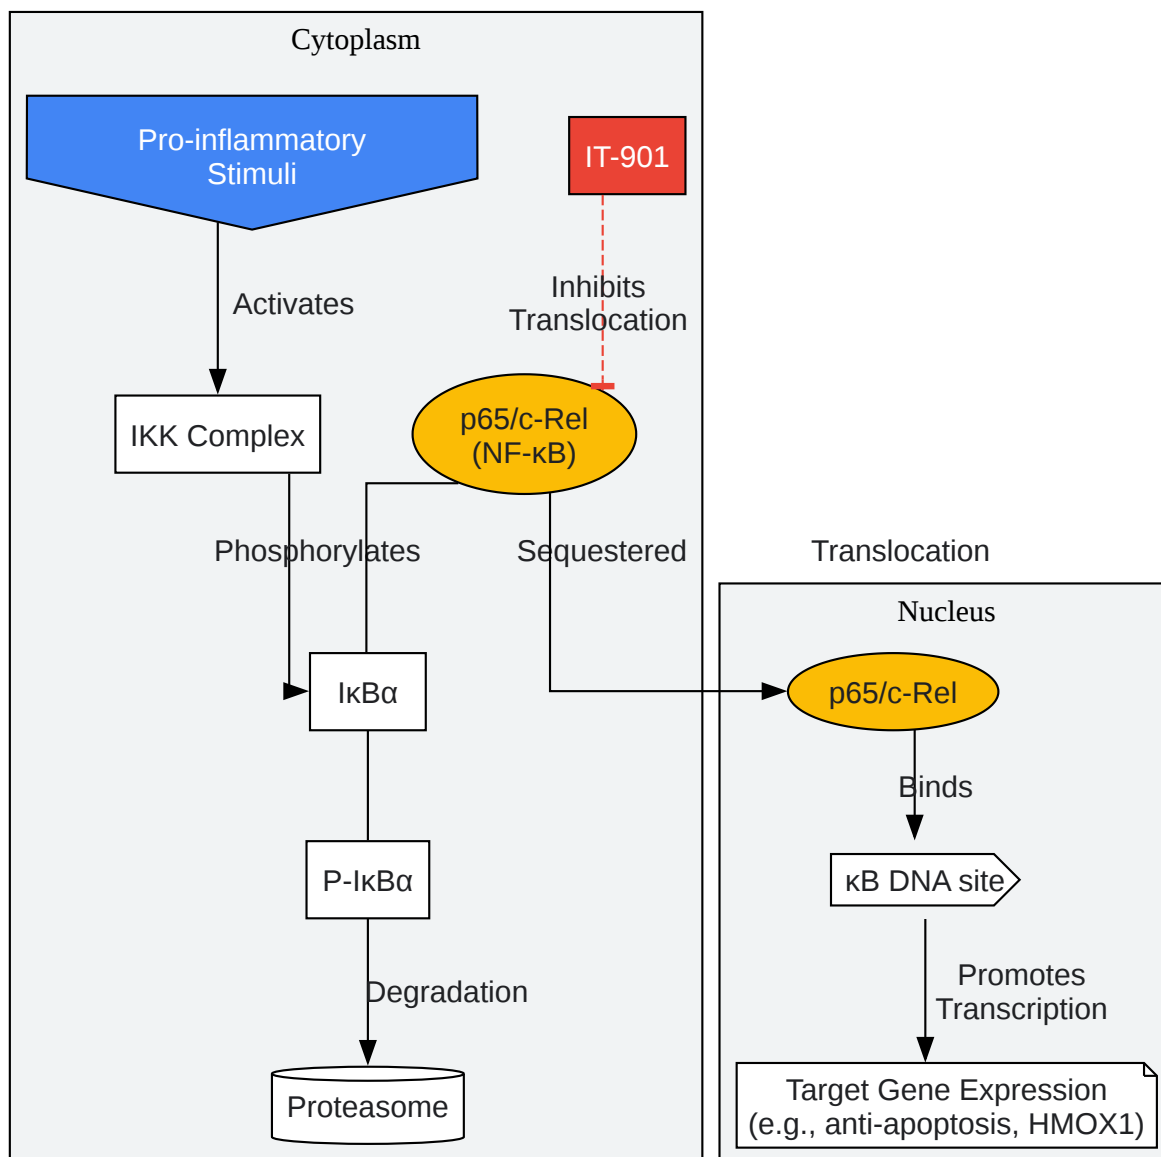 Cytoplasm
Pro-inflammatory
Stimuli
IT-901
Activates
Inhibits
Translocation
IKK Complex
p65/c-Rel
(NF-κB)
Phosphorylates
Sequestered
Translocation
Nucleus
IκBα
p65/c-Rel
Binds
P-IκBα
κB DNA site
Degradation
Promotes
Transcription
Proteasome
Target Gene Expression
(e.g., anti-apoptosis, HMOX1)